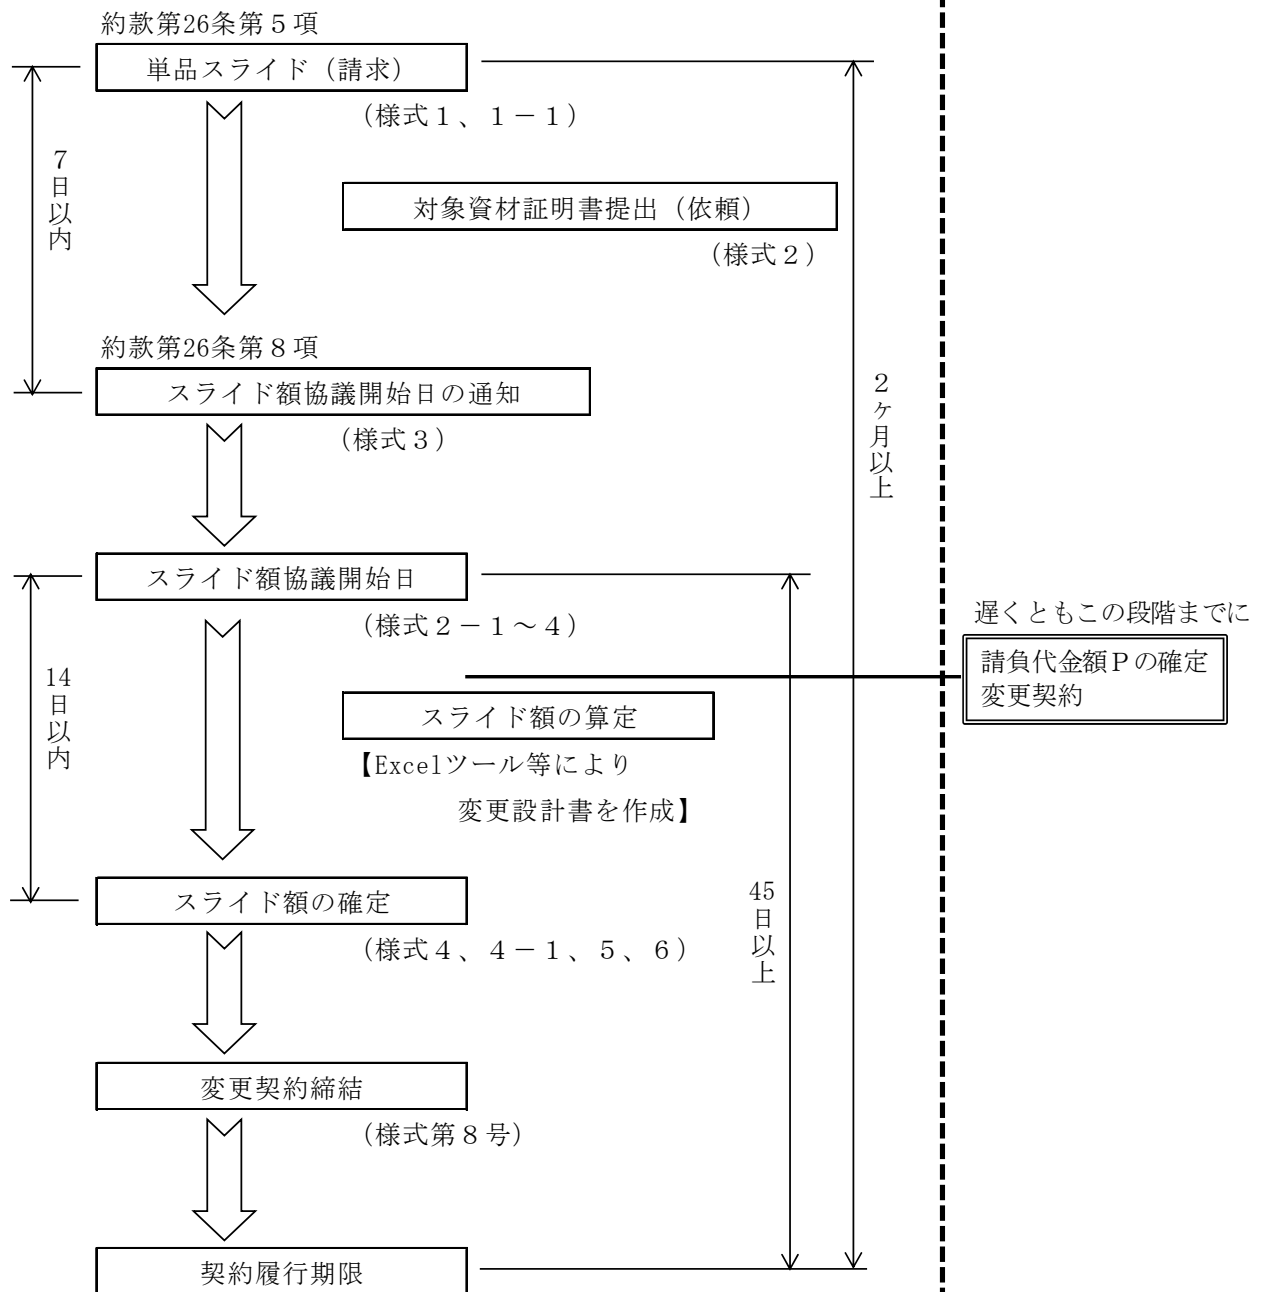 約款第26条第５項
単品スライド（請求）
（様式１、１－１）
7日以内
対象資材証明書提出（依頼）
（様式２）
約款第26条第８項
スライド額協議開始日の通知
（様式３）
2ヶ月以上
スライド額協議開始日
（様式２－１～４）
遅くともこの段階までに
請負代金額Ｐの確定
変更契約
14日以内
スライド額の算定
【Excelツール等により
変更設計書を作成】
スライド額の確定
（様式４、４－１、５、６）
45日以上
変更契約締結
（様式第８号）
契約履行期限